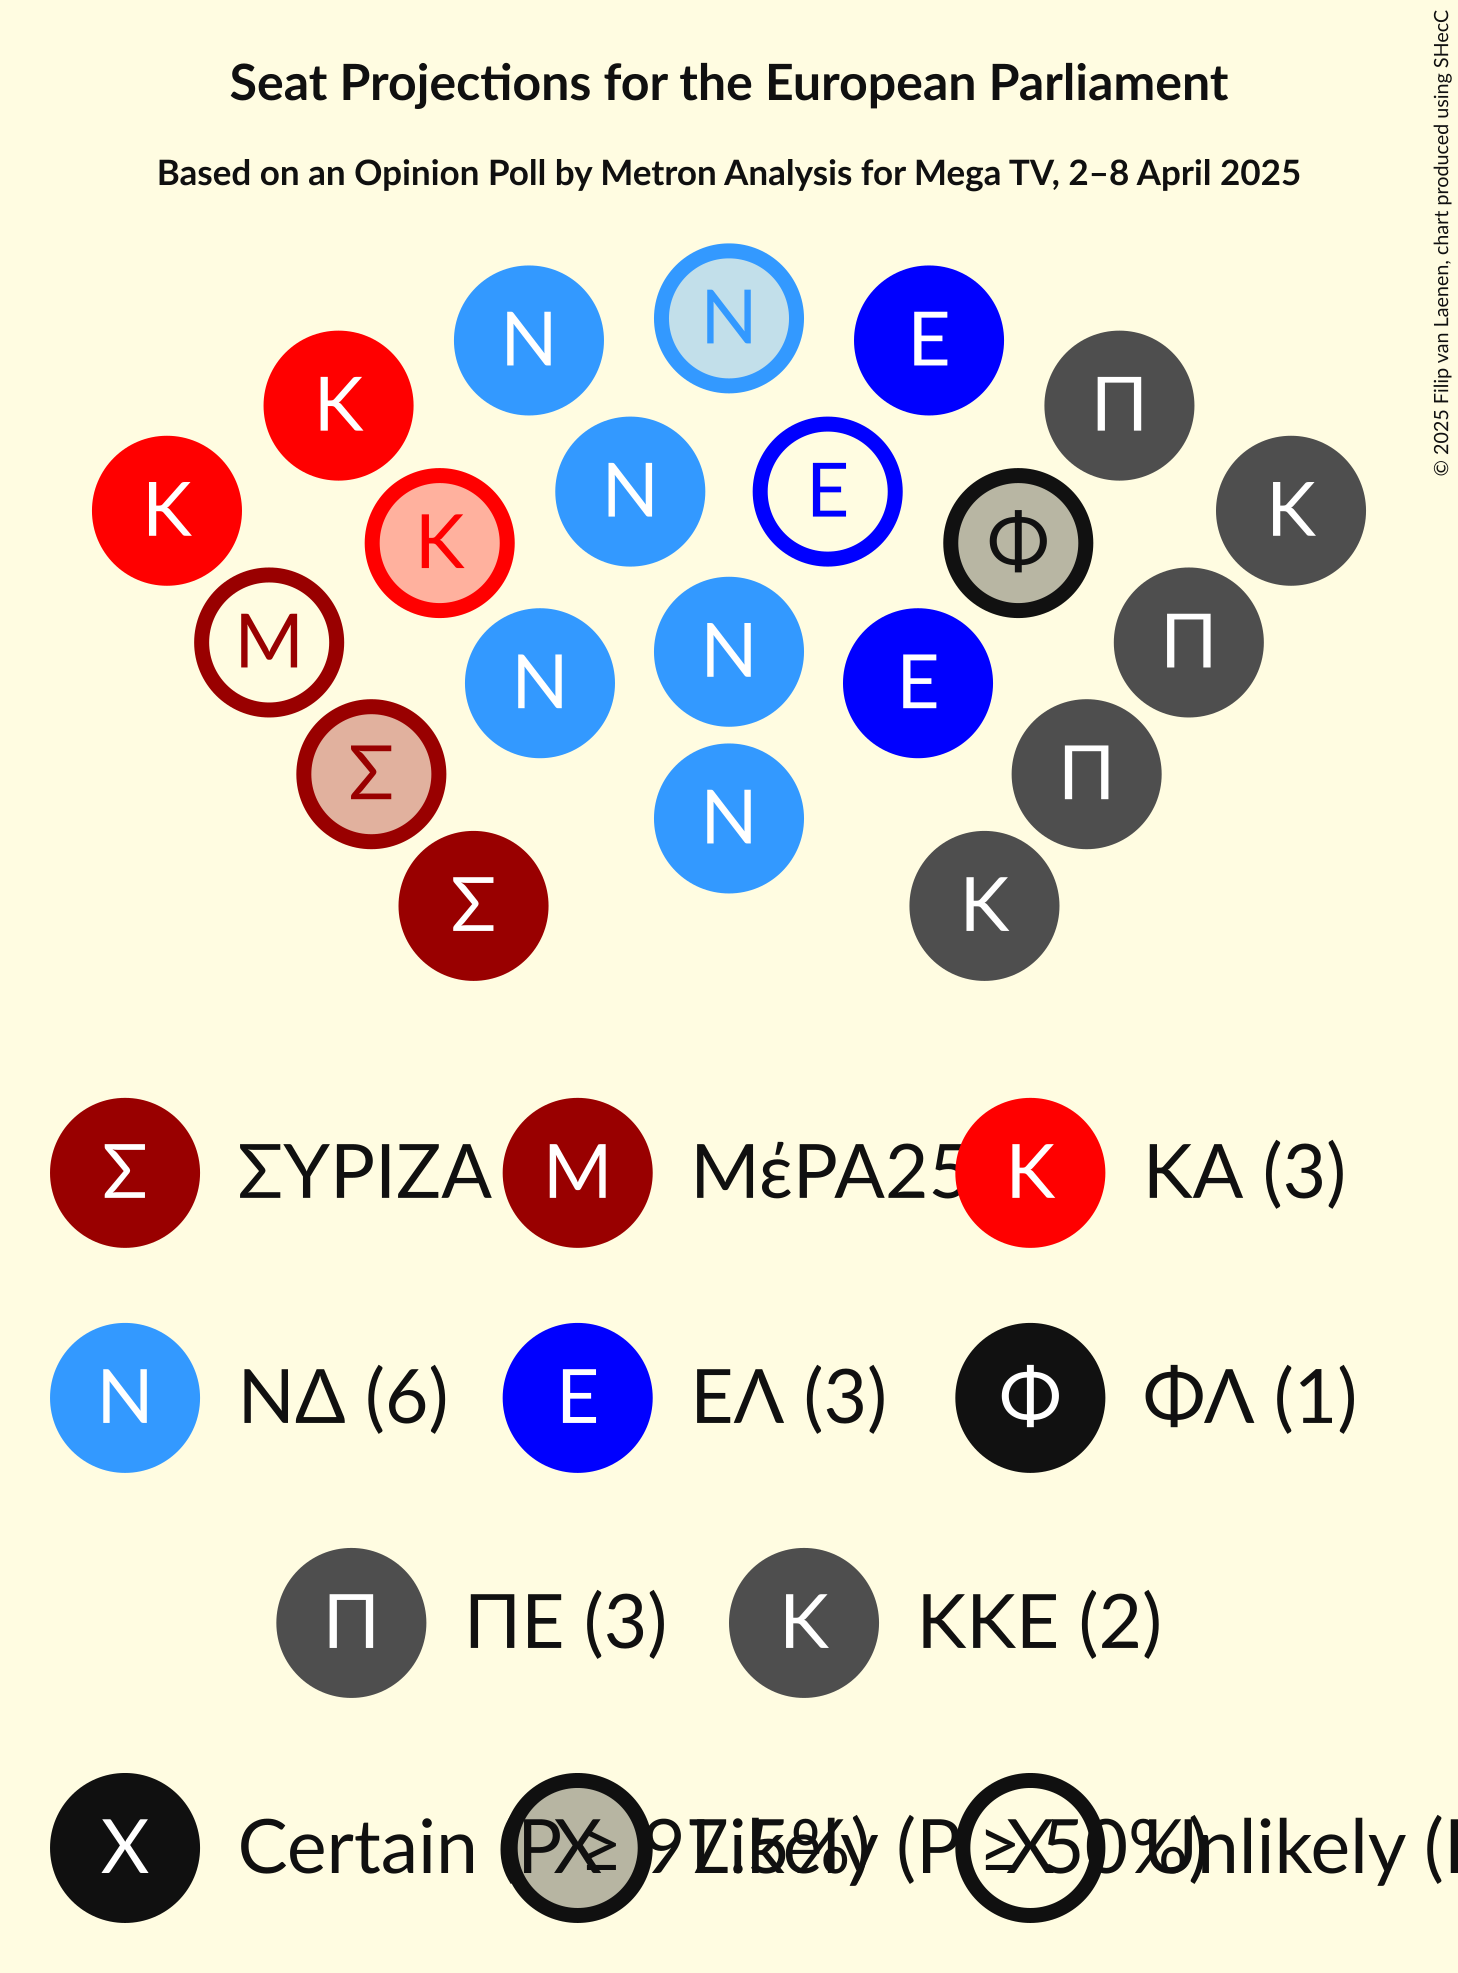 Seat Projections for the European Parliament
Based on an Opinion Poll by Metron Analysis for Mega TV, 2–8 April 2025
© 2025 Filip van Laenen, chart produced using SHecC
N
N N E
K Π
K K N E Φ K
M N N E Π
Σ N Π
Σ K
Σ ΣΥΡΙΖΑ M ΜέΡΑ25 K ΚΑ (3)
N ΝΔ (6) E ΕΛ (3) Φ ΦΛ (1)
Π ΠΕ (3) K ΚΚΕ (2)
X Certain (P ≥ 97.5%) X Likely (P ≥ 50%) X Unlikely